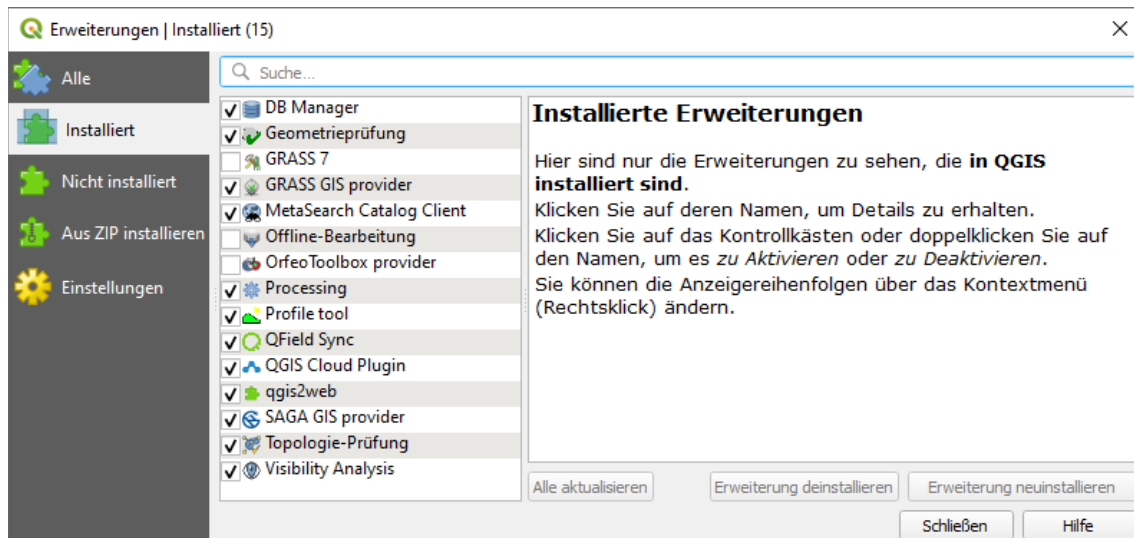 Erweiterungen | Installiert (15)
Alle
Installiert
Nicht installiert
Aus ZIP installieren
Einstellungen
Suche...
DB Manager
Geometrieprüfung
GRASS 7
GRASS GIS provider
MetaSearch Catalog Client
Offline-Bearbeitung
OrfeoToolbox provider
Processing
Profile tool
QField Sync
QGIS Cloud Plugin
qgis2web
SAGA GIS provider
Topologie-Prüfung
Visibility Analysis
Installierte Erweiterungen
Hier sind nur die Erweiterungen zu sehen, die in QGIS
installiert sind.
Klicken Sie auf deren Namen, um Details zu erhalten.
Klicken Sie auf das Kontrollkästen oder doppelklicken Sie auf
den Namen, um es zu Aktivieren oder zu Deaktivieren.
Sie können die Anzeigereihenfolgen über das Kontextmenü
(Rechtsklick) ändern.
Alle aktualisieren
Erweiterung deinstallieren
Erweiterung neuinstallieren
Schließen
Hilfe